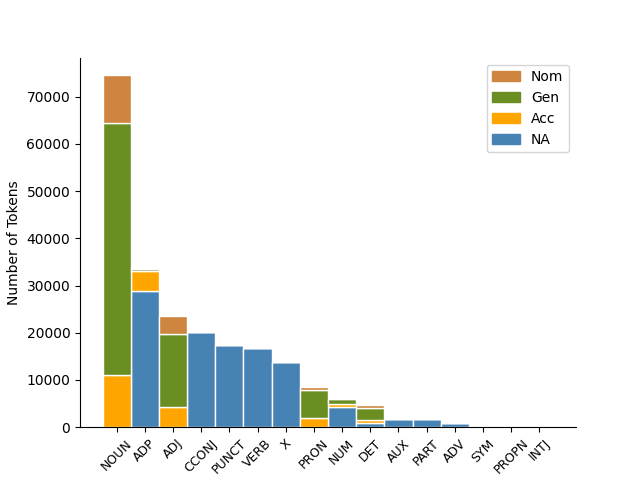 Nom
Gen
Acc
NA
Number of Tokens
70000
60000
50000
40000
30000
20000
10000
0
NOUN
ADP
ADJ
CCONJ
PUNCT
VERB
X
PRON
NUM
DET
AUX
PART
ADV
SYM
PROPN
INTJ